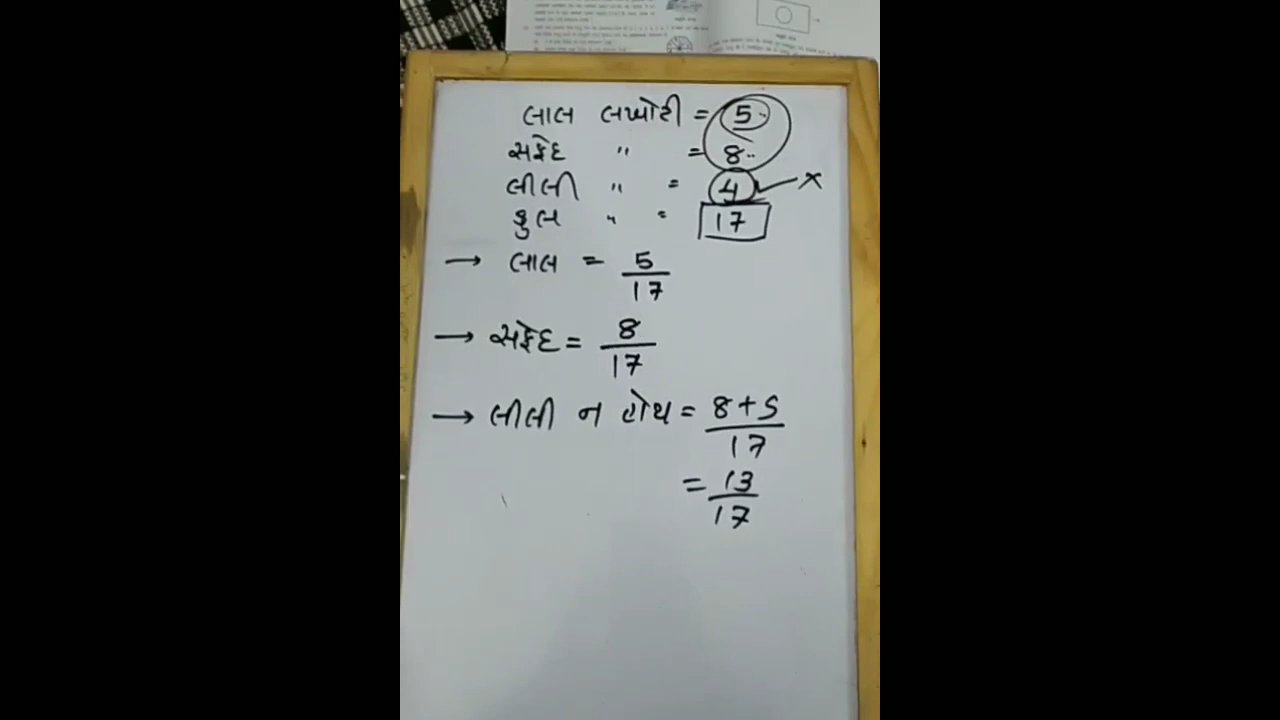 લાલ લખોટી = 5
સફેદ " = 8
લીલી " = 4 x
કુલ " = 17
→ લાલ = 5/17
→ સફેદ = 8/17
→ લીલી ન હોય = 8+5/17
= 13/17